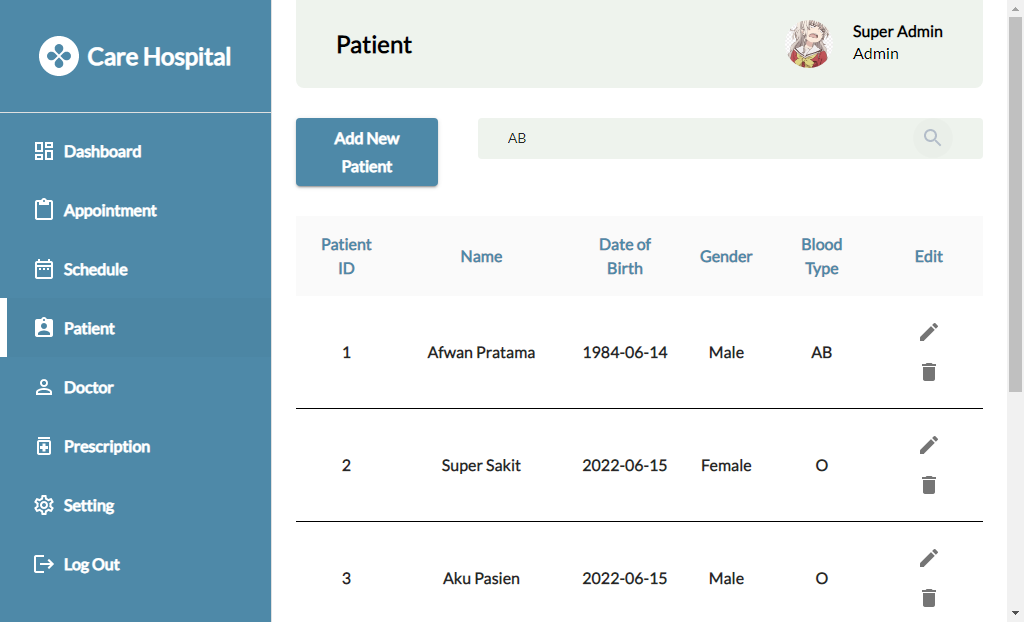 Care Hospital
Dashboard
Appointment
Schedule
Patient
Doctor
Prescription
Setting
Log Out
Patient
Super Admin
Admin
Add New
Patient
AB
Patient ID Name Date of Birth Gender Blood Type Edit
1 Afwan Pratama 1984-06-14 Male AB
2 Super Sakit 2022-06-15 Female O
3 Aku Pasien 2022-06-15 Male O